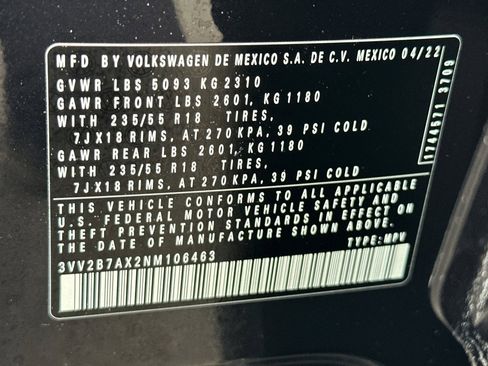 MFD BY VOLKSWAGEN DE MEXICO S.A. DE C.V. MEXICO 04/22
GVWR LBS 5093 KG 2310
GAWR FRONT LBS 2601, KG 1180
WITH 235/55 R18 TIRES,
7JX18 RIMS, AT 270 KPA, 39 PSI COLD
GAWR REAR LBS 2601, KG 1180
WITH 235/55 R18 TIRES,
7JX18 RIMS, AT 270 KPA, 39 PSI COLD
THIS VEHICLE CONFORMS TO ALL APPLICABLE
U.S. FEDERAL MOTOR VEHICLE SAFETY AND
THEFT PREVENTION STANDARDS IN EFFECT ON
THE DATE OF MANUFACTURE SHOWN ABOVE.
3VV2B7AX2NM106463 TYPE: MPV
1744571 3709